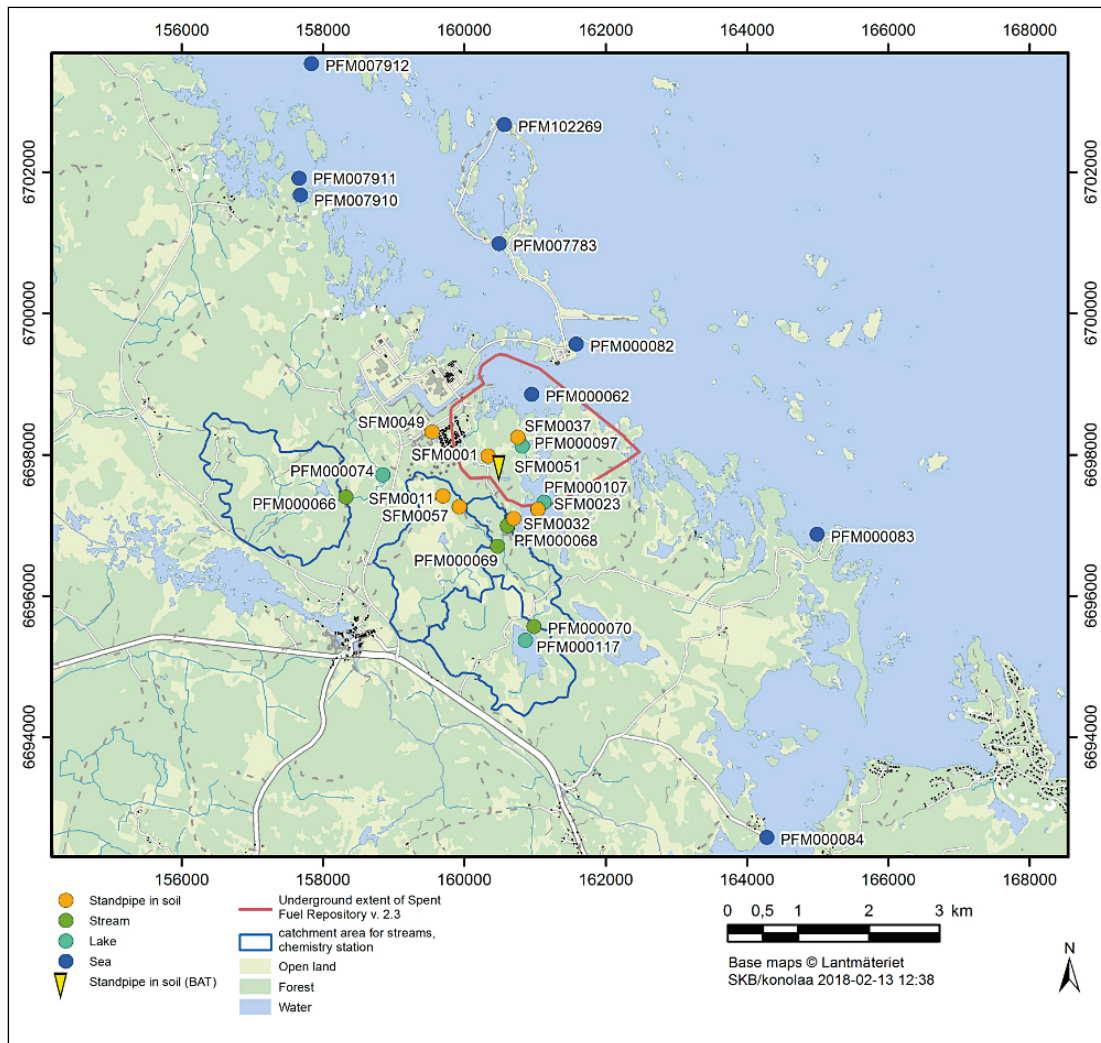 156000 158000 160000 162000 164000 166000 168000
PFM007912
PFM102269
6702000 6702000
PFM007911
PFM007910
PFM007783
6700000 6700000
PFM000082
PFM000062
SFM0049 SFM0037
PFM000097
6698000 SFM0001 6698000
PFM000074 SFM0051
PFM000107
PFM000066 SFM0011 SFM0023
SFM0057 SFM0032
PFM000068 PFM000083
PFM000069
6696000 6696000
PFM000070
PFM000117
6694000 6694000
PFM000084
156000 158000 160000 162000 164000 166000 168000
Standpipe in soil
Stream
Lake
Sea
Standpipe in soil (BAT)
Underground extent of Spent
Fuel Repository v. 2.3
catchment area for streams,
chemistry station
Open land
Forest
Water
0 0,5 1 2 3 km
Base maps © Lantmäteriet
SKB/konolaa 2018-02-13 12:38
N